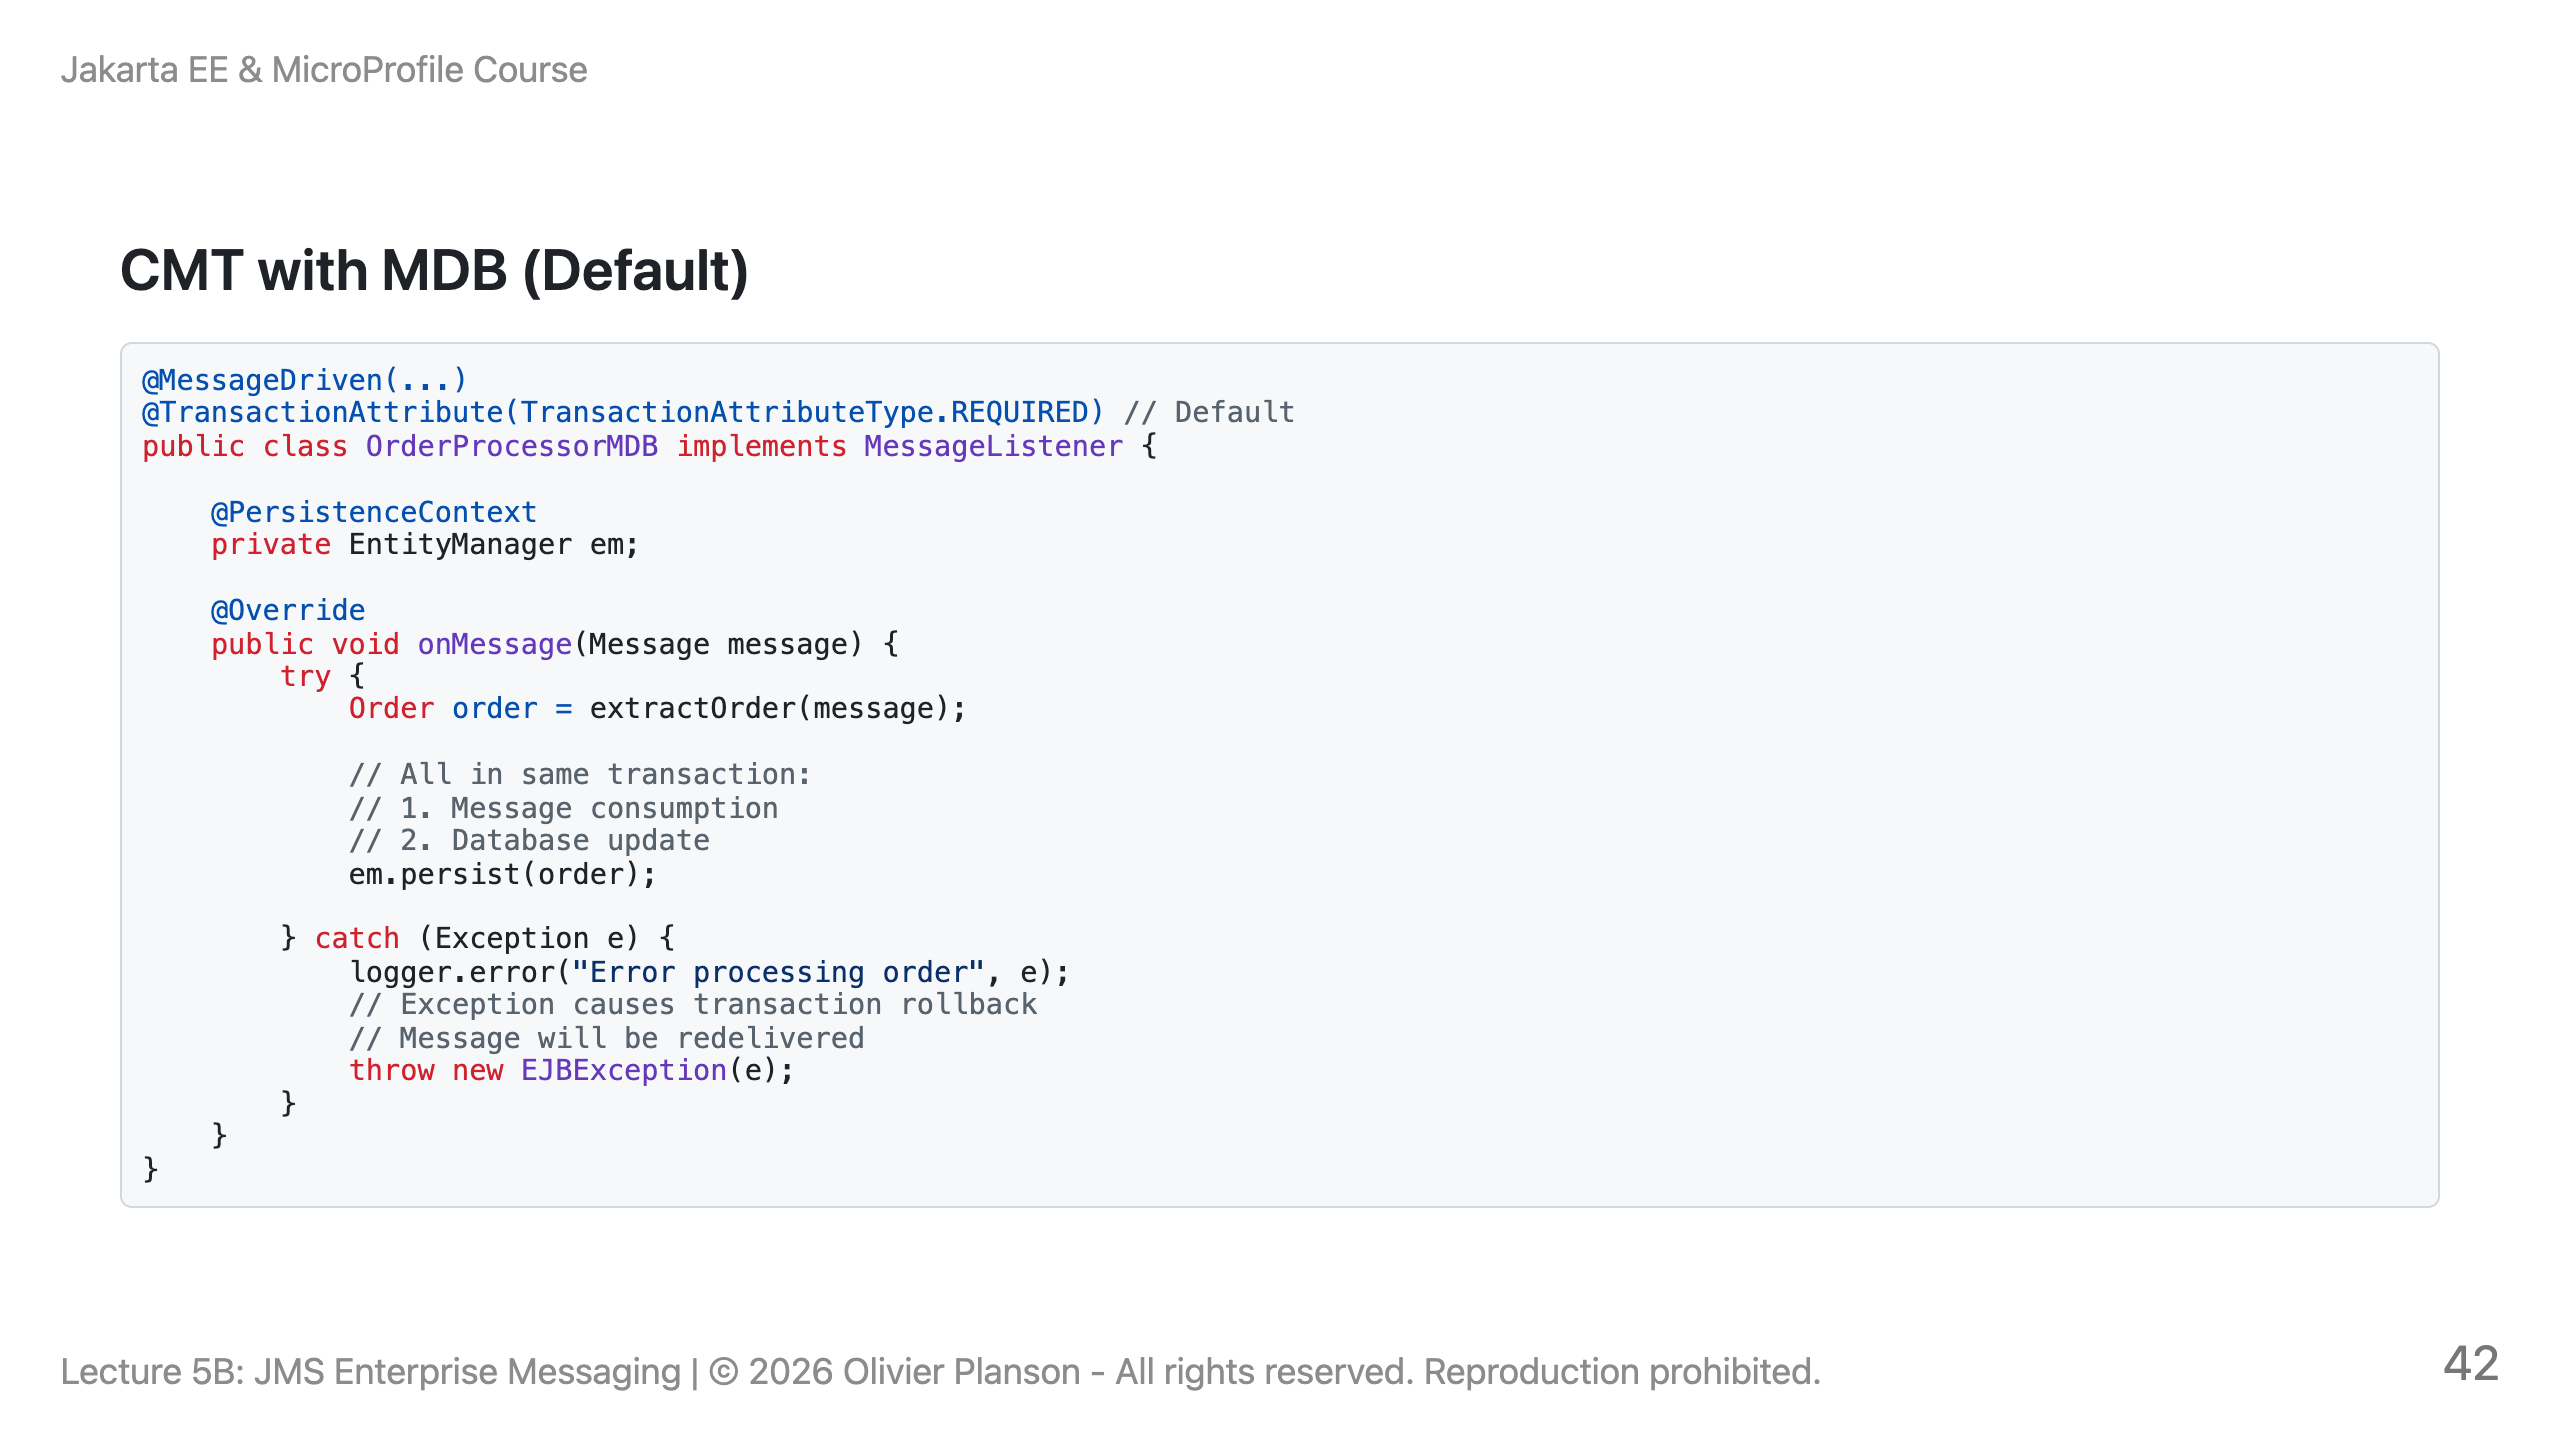 Jakarta EE & MicroProfile Course
CMT with MDB (Default)
@MessageDriven(...)
@TransactionAttribute(TransactionAttributeType.REQUIRED) // Default
public class OrderProcessorMDB implements MessageListener {
    @PersistenceContext
    private EntityManager em;
    @Override
    public void onMessage(Message message) {
        try {
            Order order = extractOrder(message);
            // All in same transaction:
            // 1. Message consumption
            // 2. Database update
            em.persist(order);
        } catch (Exception e) {
            logger.error("Error processing order", e);
            // Exception causes transaction rollback
            // Message will be redelivered
            throw new EJBException(e);
        }
    }
}
Lecture 5B: JMS Enterprise Messaging | © 2026 Olivier Planson - All rights reserved. Reproduction prohibited.
42